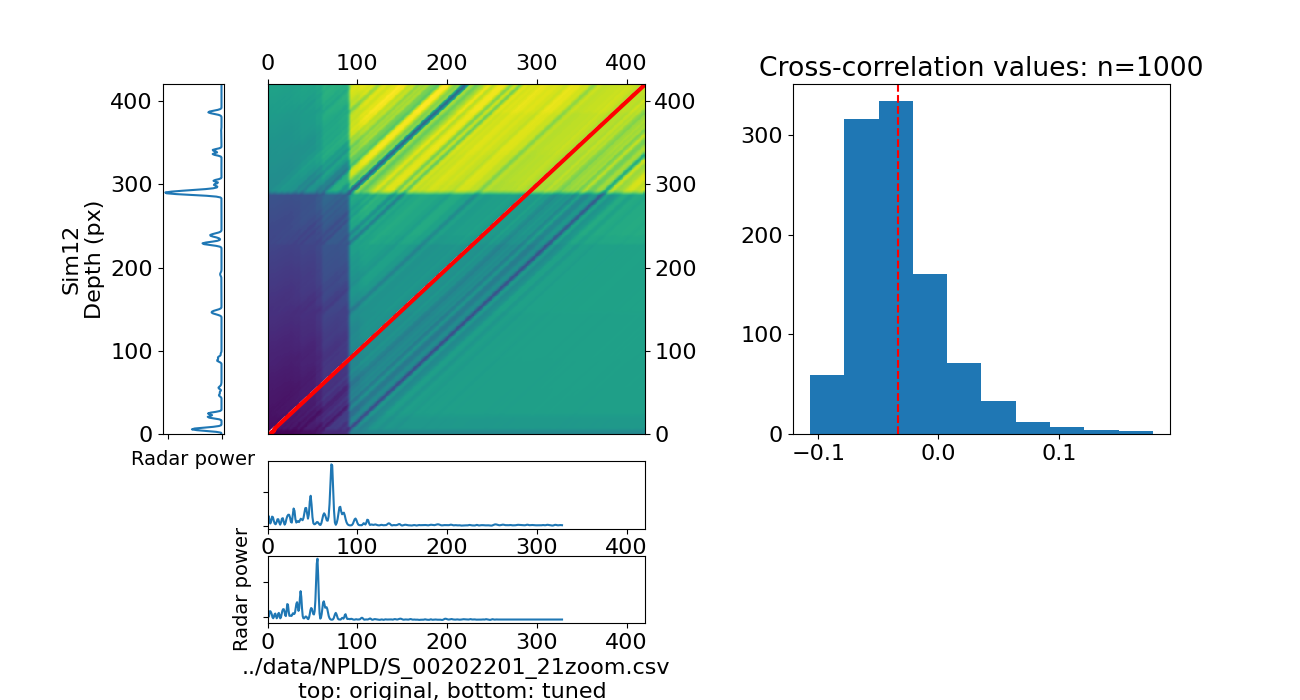 0 100 200 300 400
Cross-correlation values: n=1000
400
300
200
100
0
Sim12
Depth (px)
Radar power
400
300
200
100
0
300
200
100
0
−0.1 0.0 0.1
0 100 200 300 400
Radar power
0 100 200 300 400
../data/NPLD/S_00202201_21zoom.csv
top: original, bottom: tuned